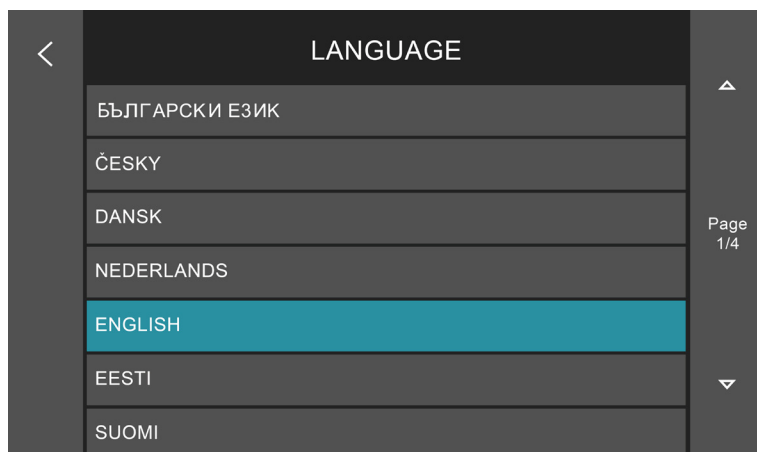 LANGUAGE
БЪЛГАРСКИ ЕЗИК
ČESKY
DANSK
NEDERLANDS
ENGLISH
EESTI
SUOMI
Page
1/4